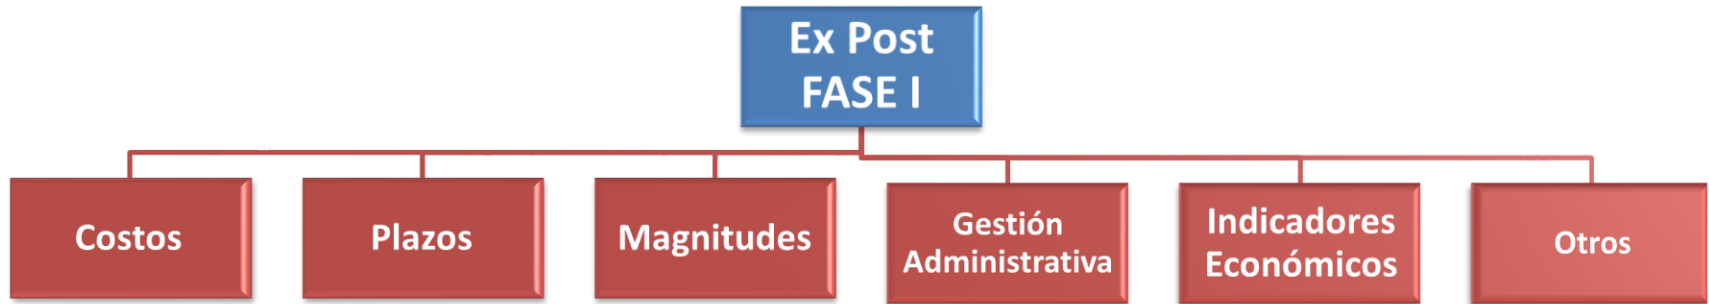 Ex Post
FASE I
Costos
Plazos
Magnitudes
Gestión
Administrativa
Indicadores
Económicos
Otros